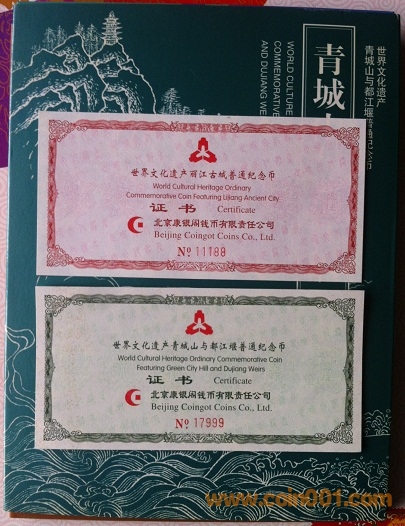 世界文化遗产
青城山与都江堰普通纪念币
WORLD CULTURE
COMMEMORATIVE
AND DUJIANG WE
青城
世界文化遗产丽江古城普通纪念币
World Cultural Heritage Ordinary
Commemorative Coin Featuring Lijiang Ancient City
证书 Certificate
北京康银阁钱币有限责任公司
Beijing Coingot Coins Co., Ltd.
№ 11188
世界文化遗产青城山与都江堰普通纪念币
World Cultural Heritage Ordinary Commemorative Coin
Featuring Green City Hill and Dujiang Weirs
证书 Certificate
北京康银阁钱币有限责任公司
Beijing Coingot Coins Co., Ltd.
№ 17999
www.coin001.com